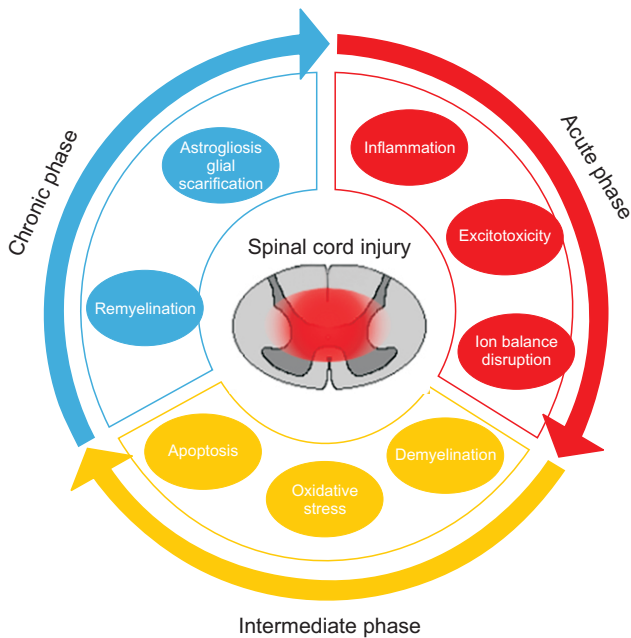 Acute phase
Inflammation
Excitotoxicity
Ion balance
disruption
Intermediate phase
Demyelination
Oxidative
stress
Apoptosis
Chronic phase
Remyelination
Astrogliosis
glial
scarification
Spinal cord injury